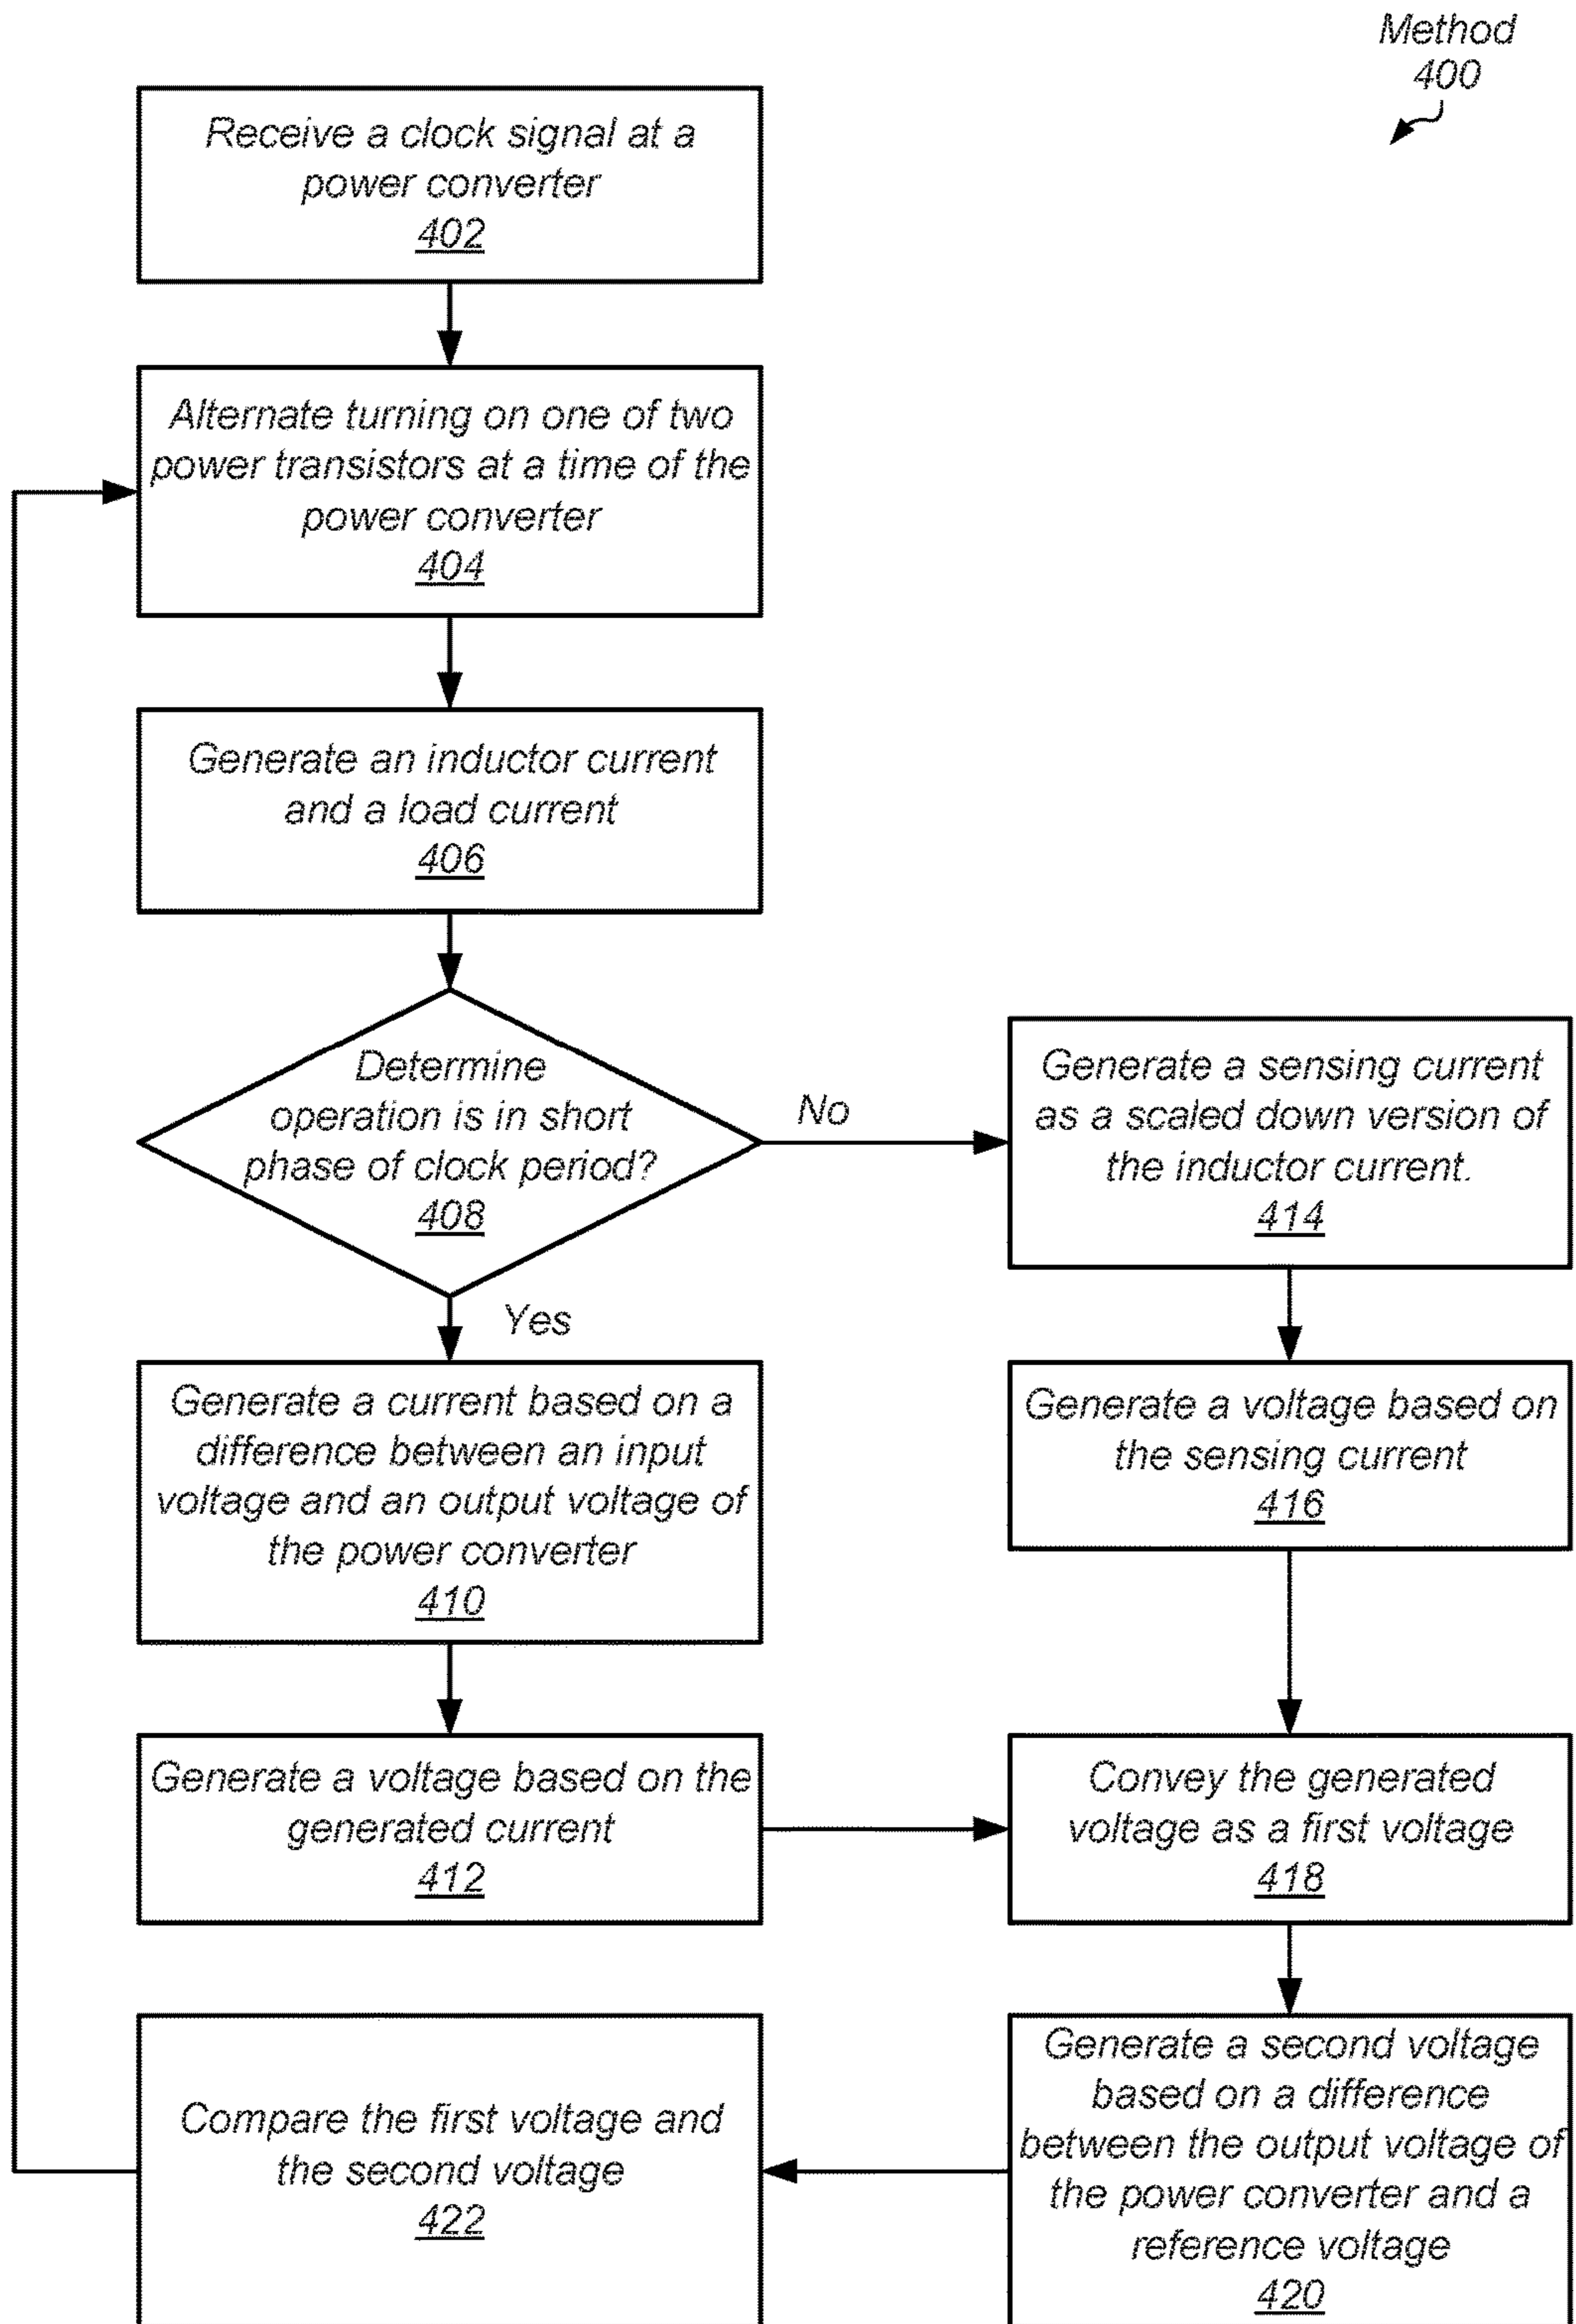 Method
400
Receive a clock signal at a
power converter
402
Alternate turning on one of two
power transistors at a time of the
power converter
404
Generate an inductor current
and a load current
406
Determine
operation is in short
phase of clock period?
408
No
Yes
Generate a current based on a
difference between an input
voltage and an output voltage of
the power converter
410
Generate a voltage based on the
generated current
412
Generate a sensing current
as a scaled down version of
the inductor current.
414
Generate a voltage based on
the sensing current
416
Convey the generated
voltage as a first voltage
418
Generate a second voltage
based on a difference
between the output voltage of
the power converter and a
reference voltage
420
Compare the first voltage and
the second voltage
422